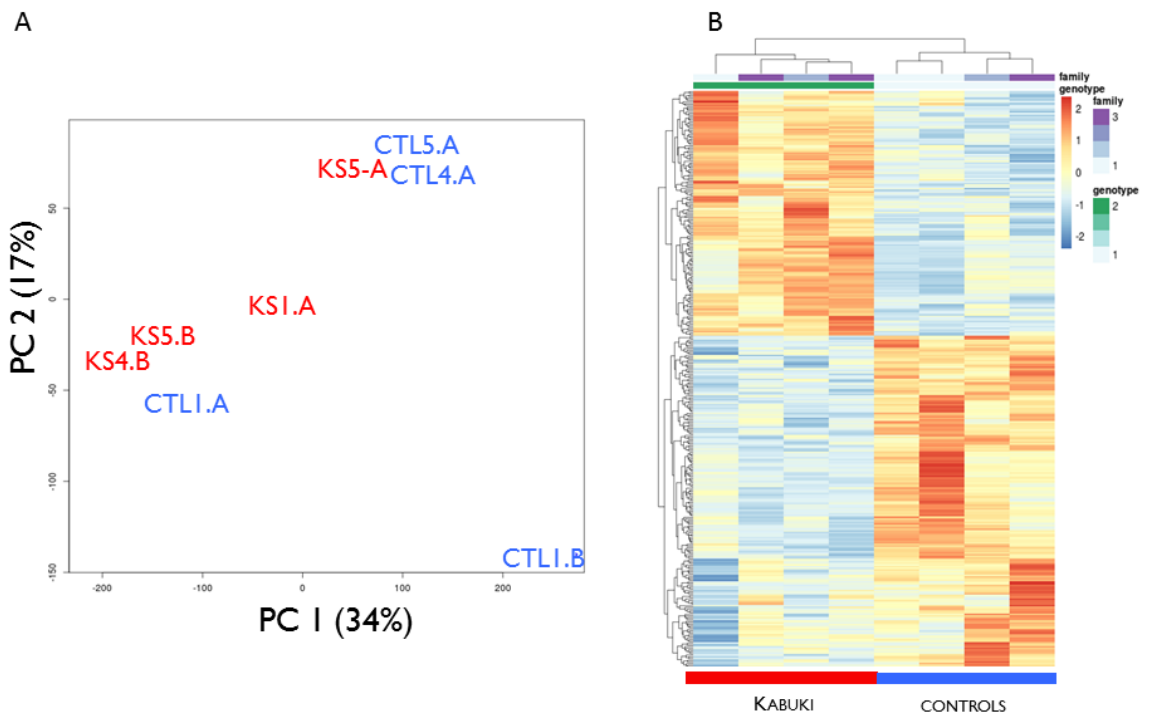 A
B
CTL5.A
KS5-A
CTL4.A
KS1.A
KS5.B
KS4.B
CTL1.A
CTL1.B
50
0
-50
-100
-150
-200
-100
0
100
200
PC 2 (17%)
PC 1 (34%)
family
genotype
2
1
0
-1
-2
family
3
1
genotype
2
1
KABUKI
CONTROLS